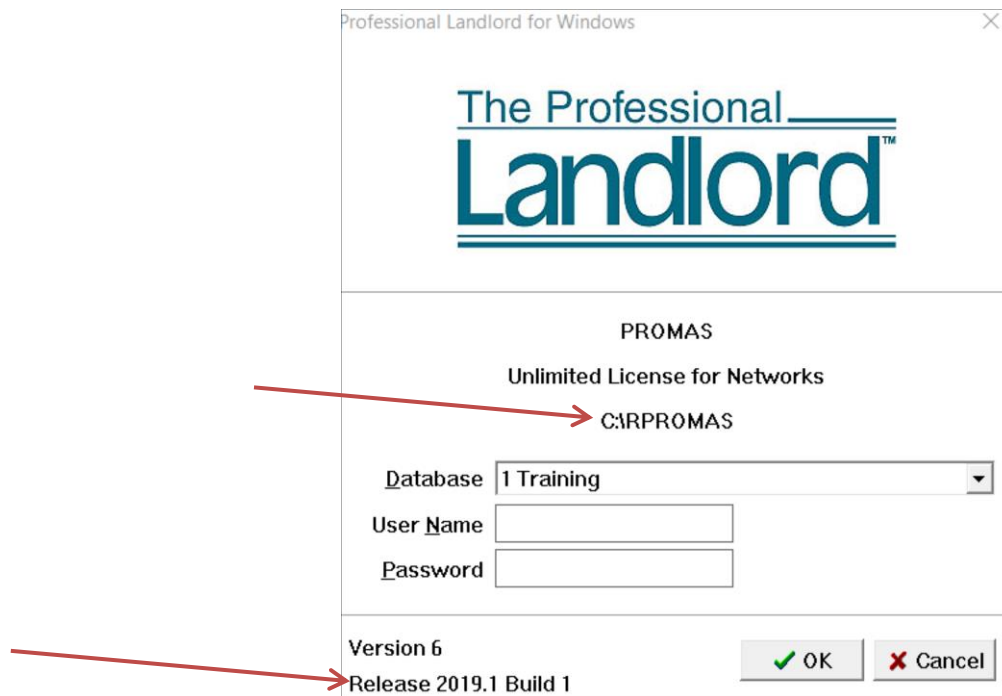 Professional Landlord for Windows
The Professional
Landlord™
PROMAS
Unlimited License for Networks
C:\RPROMAS
Database 1 Training
User Name
Password
Version 6
OK Cancel
Release 2019.1 Build 1